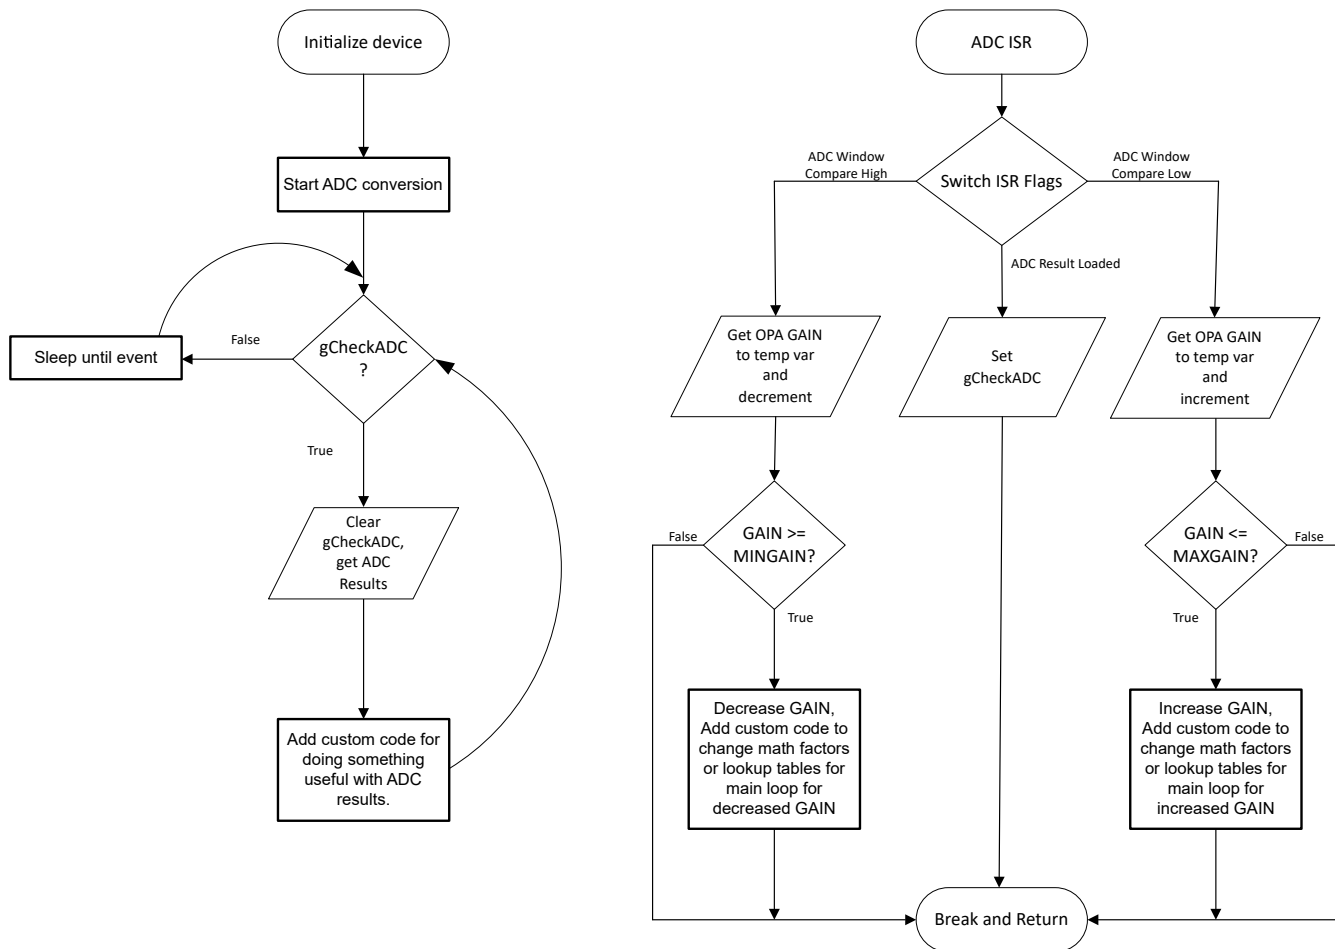 Initialize device
Start ADC conversion
gCheckADC
?
False
Sleep until event
True
Clear
gCheckADC,
get ADC
Results
Add custom code for
doing something
useful with ADC
results.
ADC ISR
Switch ISR Flags
ADC Window
Compare High
ADC Window
Compare Low
ADC Result Loaded
Get OPA GAIN
to temp var
and
decrement
Set
gCheckADC
Get OPA GAIN
to temp var
and
increment
False
GAIN >=
MINGAIN?
True
GAIN <=
MAXGAIN?
False
True
Decrease GAIN,
Add custom code to
change math factors
or lookup tables for
main loop for
decreased GAIN
Increase GAIN,
Add custom code to
change math factors
or lookup tables for
main loop for
increased GAIN
Break and Return